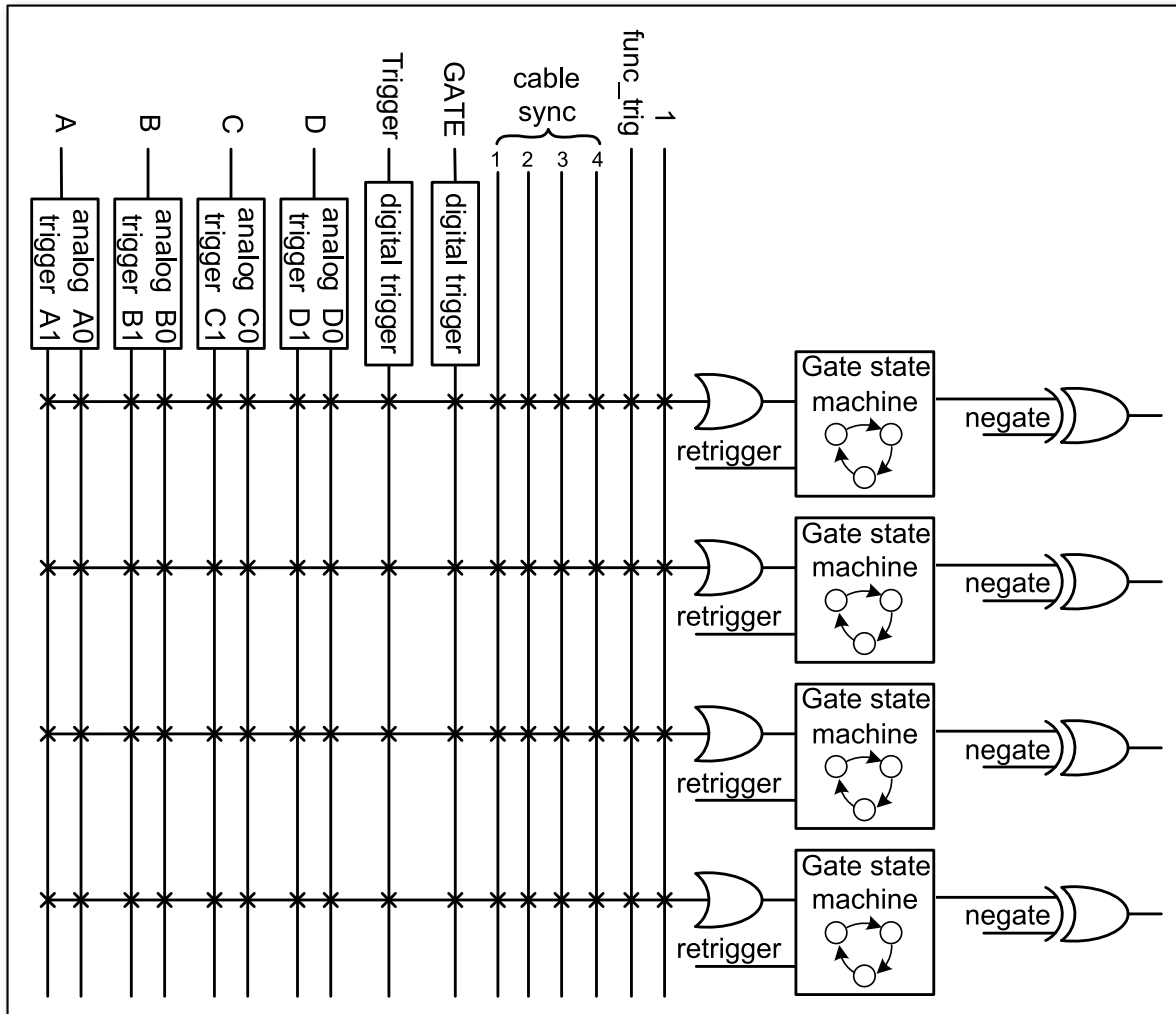 A
B
C
D
Trigger
GATE
cable
sync
1
2
3
4
func_trig
1
analog A0
trigger A1
analog B0
trigger B1
analog C0
trigger C1
analog D0
trigger D1
digital trigger
digital trigger
Gate state
machine
retrigger
negate
Gate state
machine
retrigger
negate
Gate state
machine
retrigger
negate
Gate state
machine
retrigger
negate